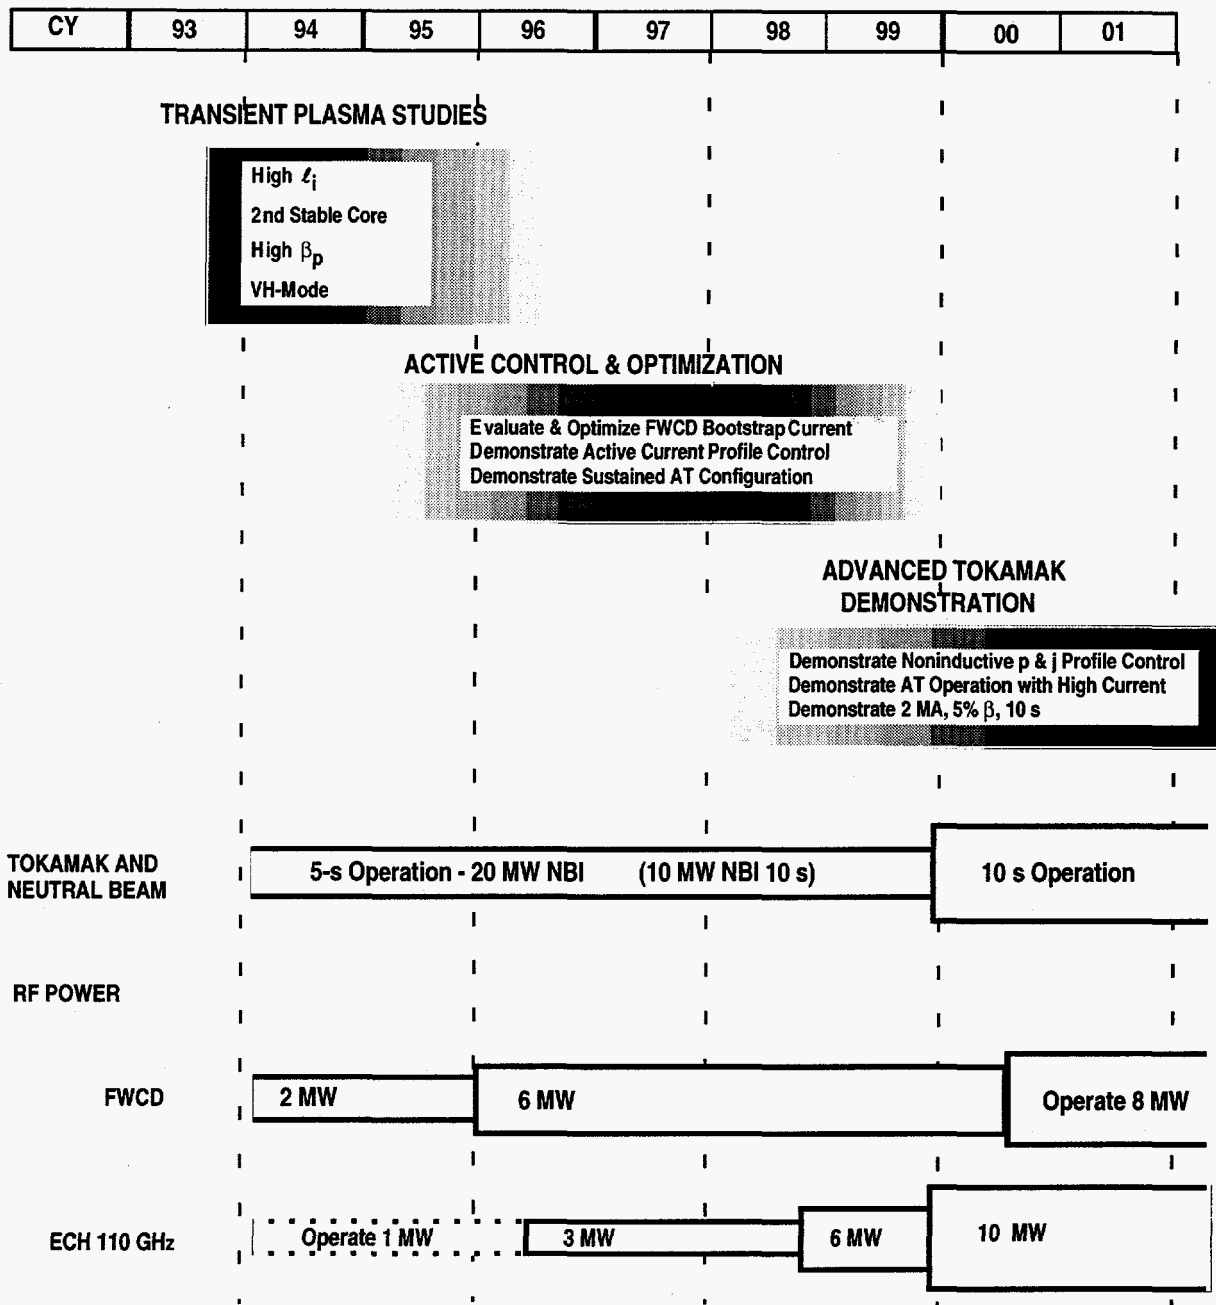 CY 93 94 95 96 97 98 99 00 01
TRANSIENT PLASMA STUDIES
High ℓi
2nd Stable Core
High βp
VH-Mode
ACTIVE CONTROL & OPTIMIZATION
Evaluate & Optimize FWCD Bootstrap Current
Demonstrate Active Current Profile Control
Demonstrate Sustained AT Configuration
ADVANCED TOKAMAK
DEMONSTRATION
Demonstrate Noninductive p & j Profile Control
Demonstrate AT Operation with High Current
Demonstrate 2 MA, 5% β, 10 s
TOKAMAK AND
NEUTRAL BEAM
5-s Operation - 20 MW NBI (10 MW NBI 10 s)
10 s Operation
RF POWER
FWCD
2 MW
6 MW
Operate 8 MW
ECH 110 GHz
Operate 1 MW
3 MW
6 MW
10 MW